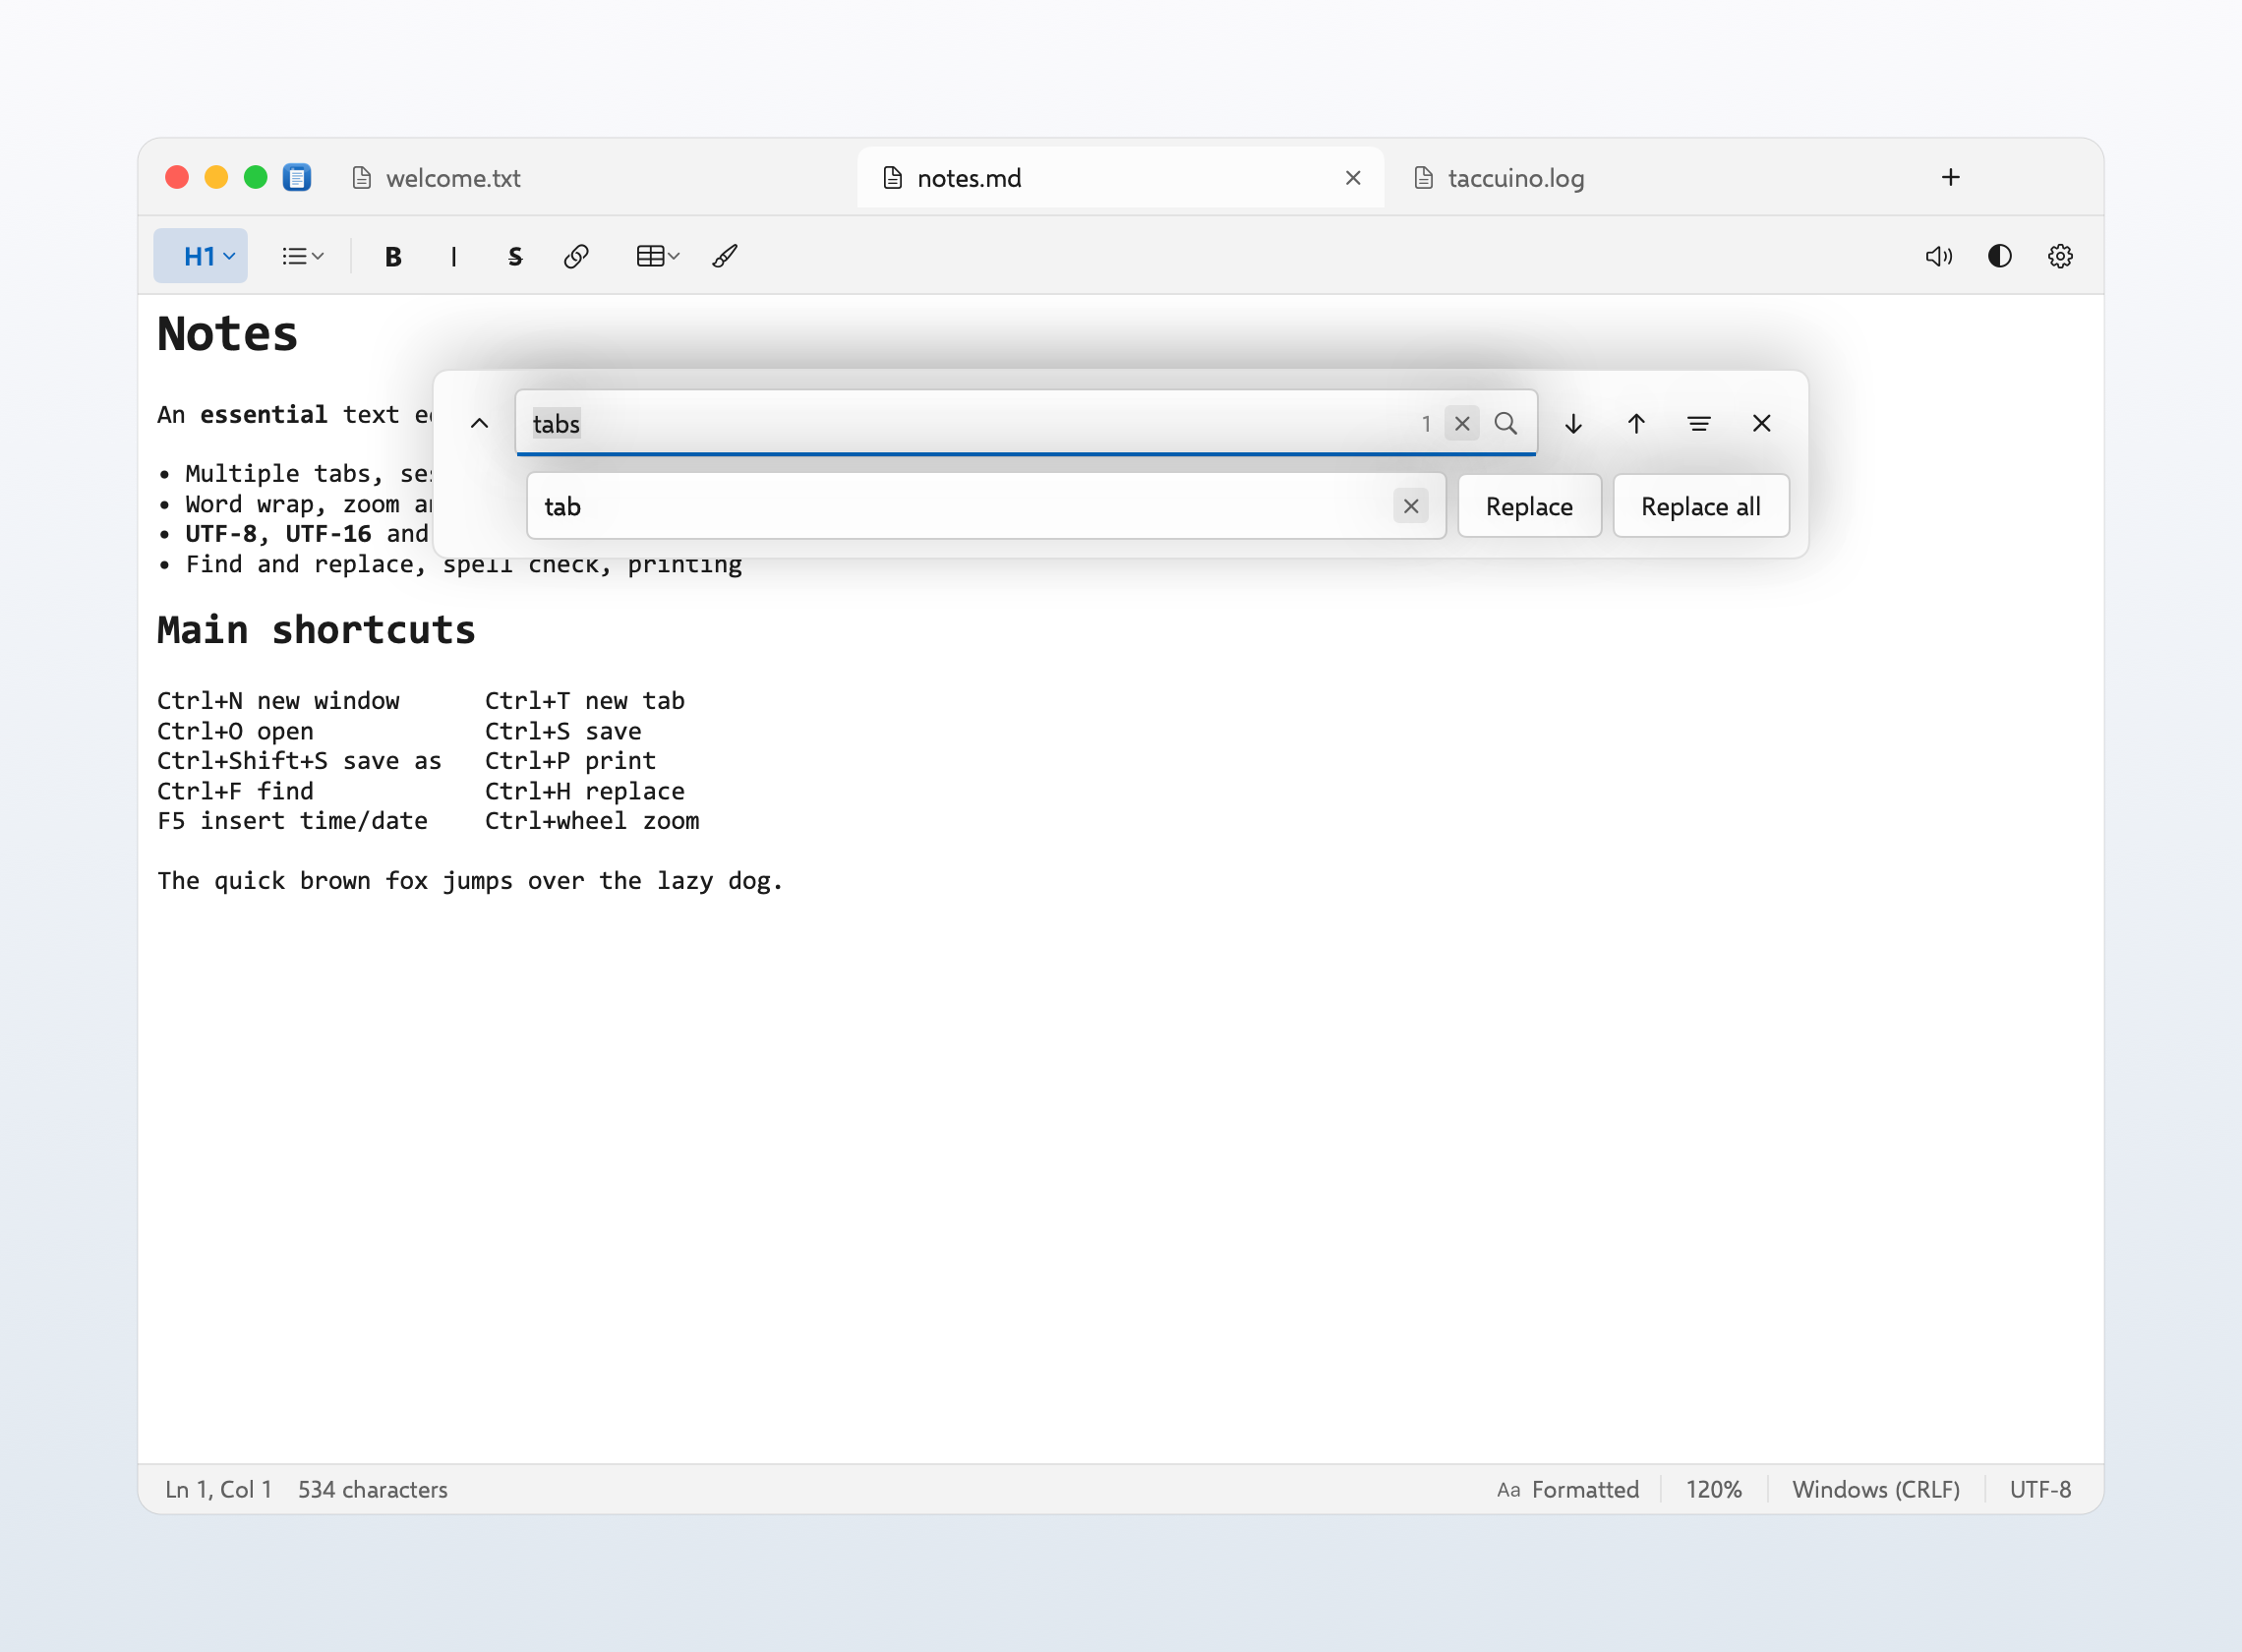 welcome.txt
notes.md
taccuino.log
H1
B I S
Notes
An essential text
tabs
1
tab
Replace
Replace all
• Multiple tabs,
• Word wrap, zoom
• UTF-8, UTF-16 and
• Find and replace, spell check, printing
Main shortcuts
Ctrl+N new window Ctrl+T new tab
Ctrl+O open Ctrl+S save
Ctrl+Shift+S save as Ctrl+P print
Ctrl+F find Ctrl+H replace
F5 insert time/date Ctrl+wheel zoom
The quick brown fox jumps over the lazy dog.
Ln 1, Col 1 534 characters
Aa Formatted 120% Windows (CRLF) UTF-8